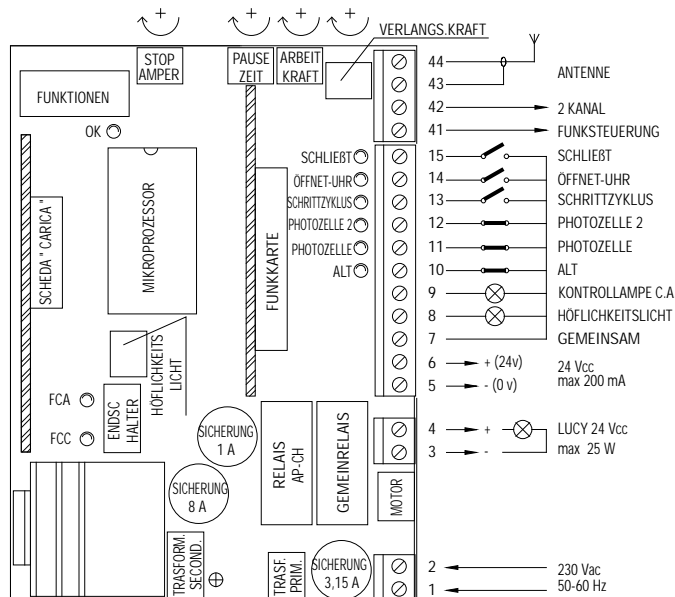 +
+
+
+
VERLANGS.KRAFT
STOP
AMPER
PAUSE
ZEIT
ARBEIT
KRAFT
FUNKTIONEN
OK
SCHEDA " CARICA "
MIKROPROZESSOR
FUNKKARTE
HÖFLICHKEITS
LICHT
SCHLIEßT
ÖFFNET-UHR
SCHRITTZYKLUS
PHOTOZELLE 2
PHOTOZELLE
ALT
FCA
FCC
ENDSC
HALTER
SICHERUNG
1 A
SICHERUNG
8 A
RELAIS
AP-CH
GEMEINRELAIS
MOTOR
TRASFORM.
SECOND.
TRASF.
PRIM.
SICHERUNG
3,15 A
44
43
ANTENNE
42 2 KANAL
41 FUNKSTEUERUNG
15 SCHLIEßT
14 ÖFFNET-UHR
13 SCHRITTZYKLUS
12 PHOTOZELLE 2
11 PHOTOZELLE
10 ALT
9 KONTROLLAMPE C.A
8 HÖFLICHKEITSLICHT
7 GEMEINSAM
6 + (24v)
5 - (0 v)
24 Vcc
max 200 mA
4 + LUCY 24 Vcc
3 - max 25 W
2 230 Vac
1 50-60 Hz